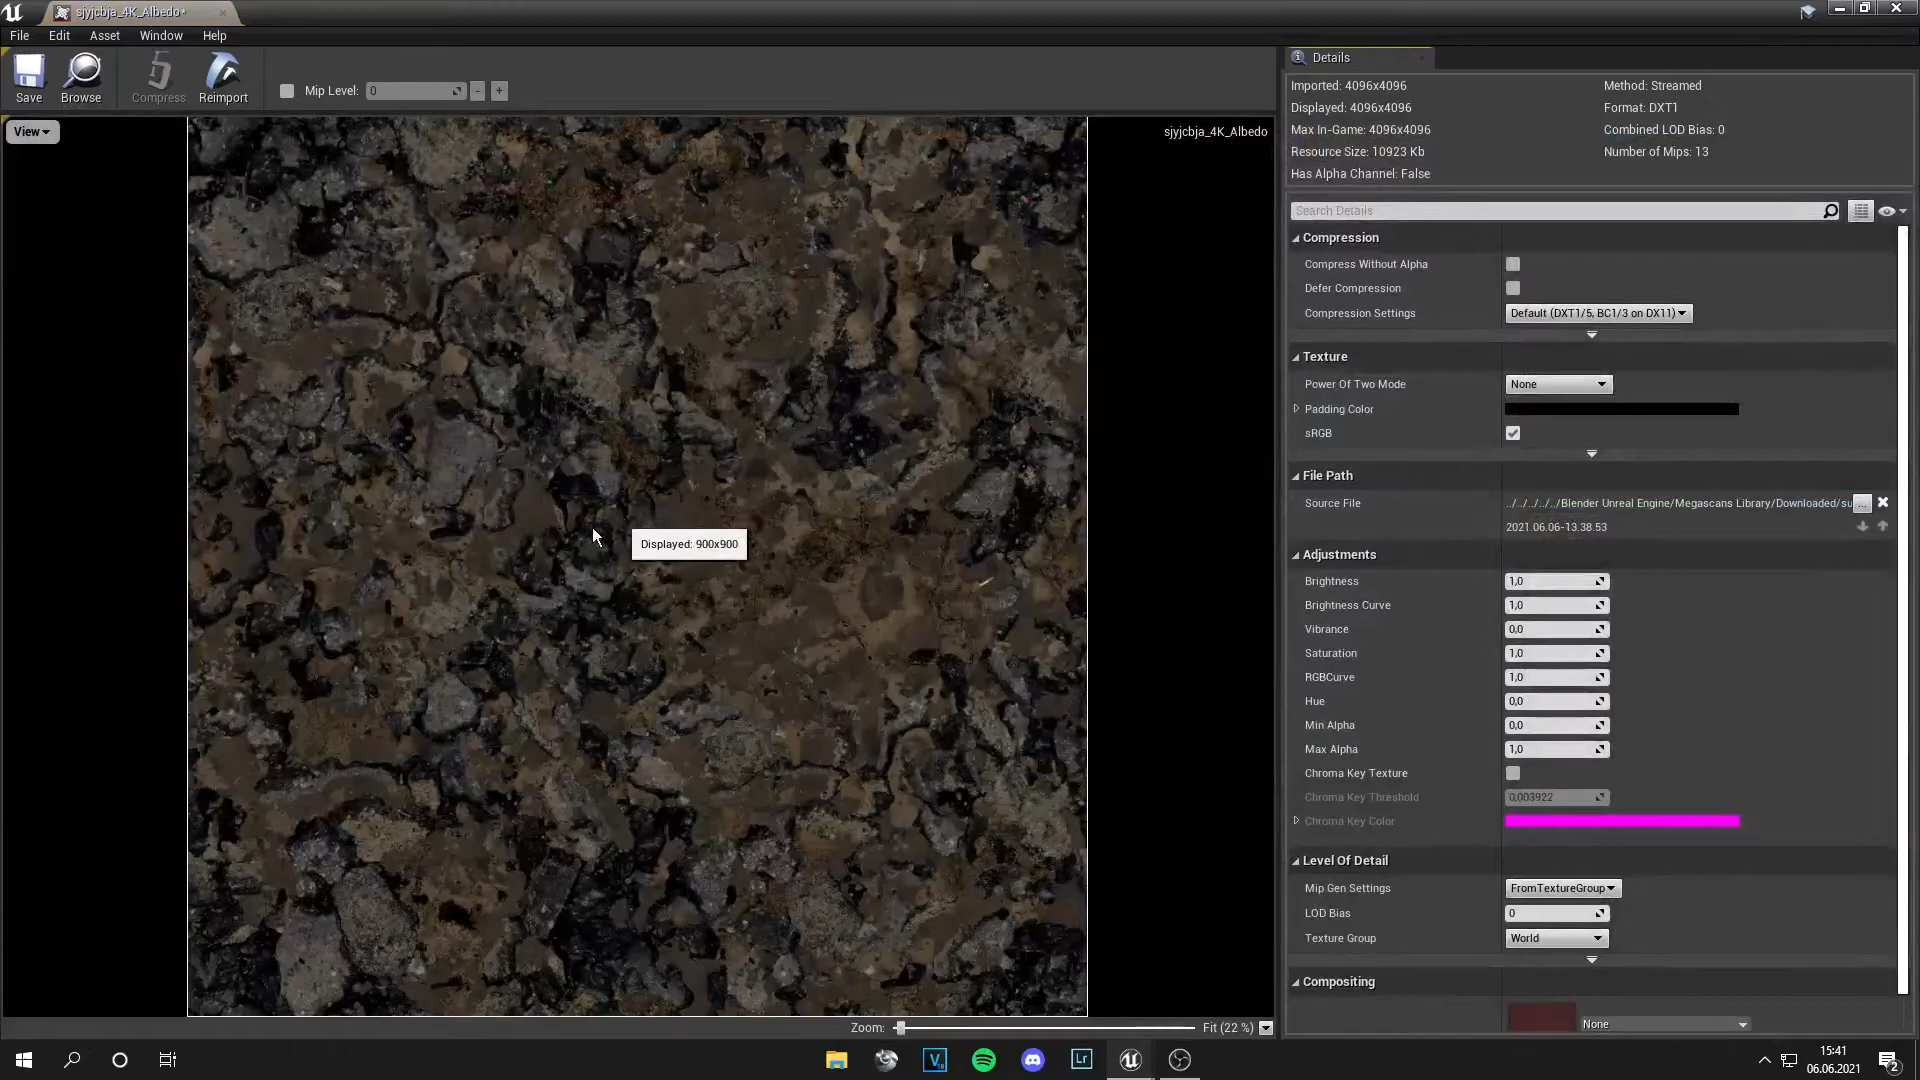 sjyjcbja_4K_Albedo*
File Edit Asset Window Help
Save Browse Compress Reimport Mip Level: 0 - +
View
sjyjcbja_4K_Albedo
Displayed: 900x900
Zoom: Fit (22 %)
Details
Imported: 4096x4096 Method: Streamed
Displayed: 4096x4096 Format: DXT1
Max In-Game: 4096x4096 Combined LOD Bias: 0
Resource Size: 10923 Kb Number of Mips: 13
Has Alpha Channel: False
Search Details
Compression
Compress Without Alpha
Defer Compression
Compression Settings Default (DXT1/5, BC1/3 on DX11)
Texture
Power Of Two Mode None
Padding Color
sRGB
File Path
Source File ../../../../../Blender Unreal Engine/Megascans Library/Downloaded/su ...
2021.06.06-13.38.53
Adjustments
Brightness 1,0
Brightness Curve 1,0
Vibrance 0,0
Saturation 1,0
RGBCurve 1,0
Hue 0,0
Min Alpha 0,0
Max Alpha 1,0
Chroma Key Texture
Chroma Key Threshold 0,003922
Chroma Key Color
Level Of Detail
Mip Gen Settings FromTextureGroup
LOD Bias 0
Texture Group World
Compositing
None
V
18
Lr
15:41
06.06.2021
2